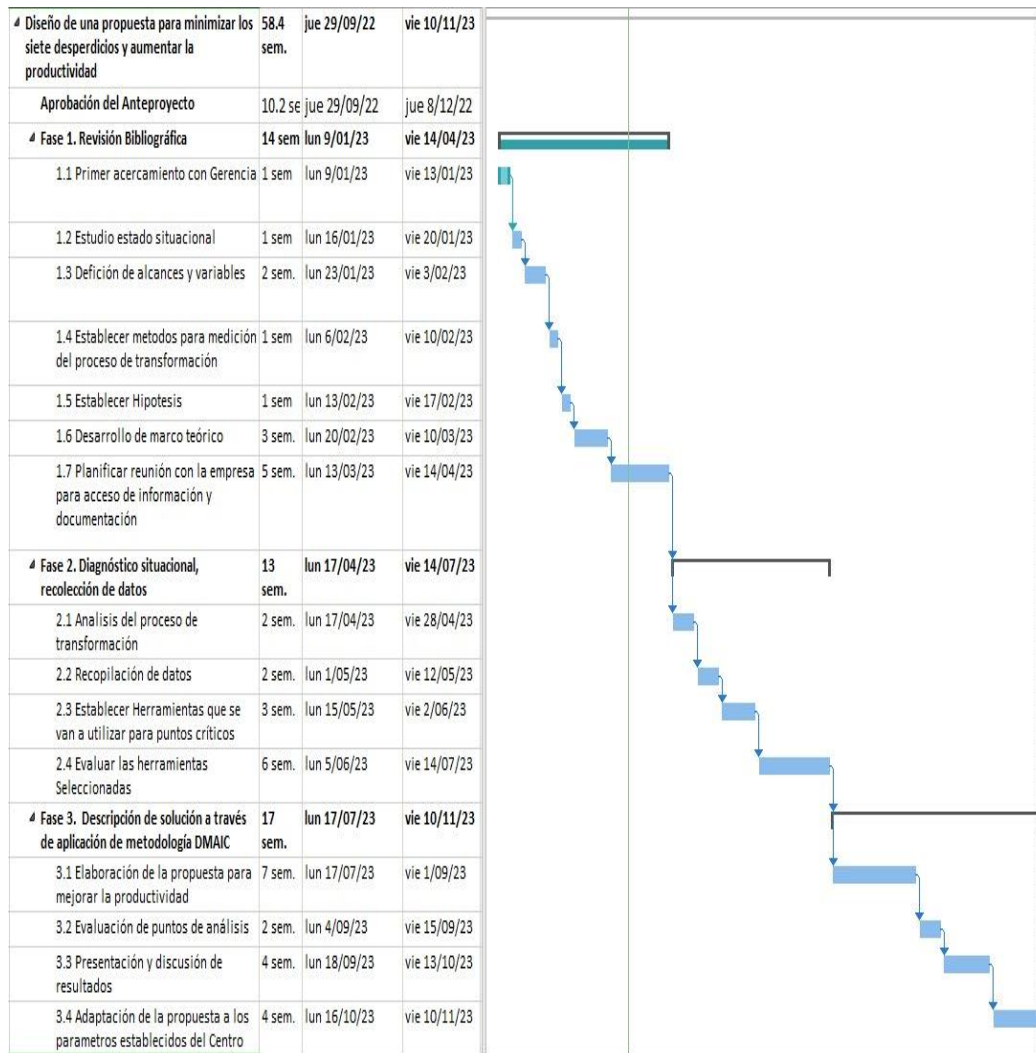 Diseño de una propuesta para minimizar los 58.4 jue 29/09/22 vie 10/11/23
siete desperdicios y aumentar la sem.
productividad
Aprobación del Anteproyecto 10.2 se jue 29/09/22 jue 8/12/22
Fase 1. Revisión Bibliográfica 14 sem lun 9/01/23 vie 14/04/23
1.1 Primer acercamiento con Gerencia 1 sem lun 9/01/23 vie 13/01/23
1.2 Estudio estado situacional 1 sem lun 16/01/23 vie 20/01/23
1.3 Defición de alcances y variables 2 sem. lun 23/01/23 vie 3/02/23
1.4 Establecer metodos para medición 1 sem lun 6/02/23 vie 10/02/23
del proceso de transformación
1.5 Establecer Hipotesis 1 sem lun 13/02/23 vie 17/02/23
1.6 Desarrollo de marco teórico 3 sem. lun 20/02/23 vie 10/03/23
1.7 Planificar reunión con la empresa 5 sem. lun 13/03/23 vie 14/04/23
para acceso de información y
documentación
Fase 2. Diagnóstico situacional, 13 lun 17/04/23 vie 14/07/23
recolección de datos sem.
2.1 Analisis del proceso de 2 sem. lun 17/04/23 vie 28/04/23
transformación
2.2 Recopilación de datos 2 sem. lun 1/05/23 vie 12/05/23
2.3 Establecer Herramientas que se 3 sem. lun 15/05/23 vie 2/06/23
van a utilizar para puntos críticos
2.4 Evaluar las herramientas 6 sem. lun 5/06/23 vie 14/07/23
Seleccionadas
Fase 3. Descripción de solución a través 17 lun 17/07/23 vie 10/11/23
de aplicación de metodología DMAIC sem.
3.1 Elaboración de la propuesta para 7 sem. lun 17/07/23 vie 1/09/23
mejorar la productividad
3.2 Evaluación de puntos de análisis 2 sem. lun 4/09/23 vie 15/09/23
3.3 Presentación y discusión de 4 sem. lun 18/09/23 vie 13/10/23
resultados
3.4 Adaptación de la propuesta a los 4 sem. lun 16/10/23 vie 10/11/23
parametros establecidos del Centro